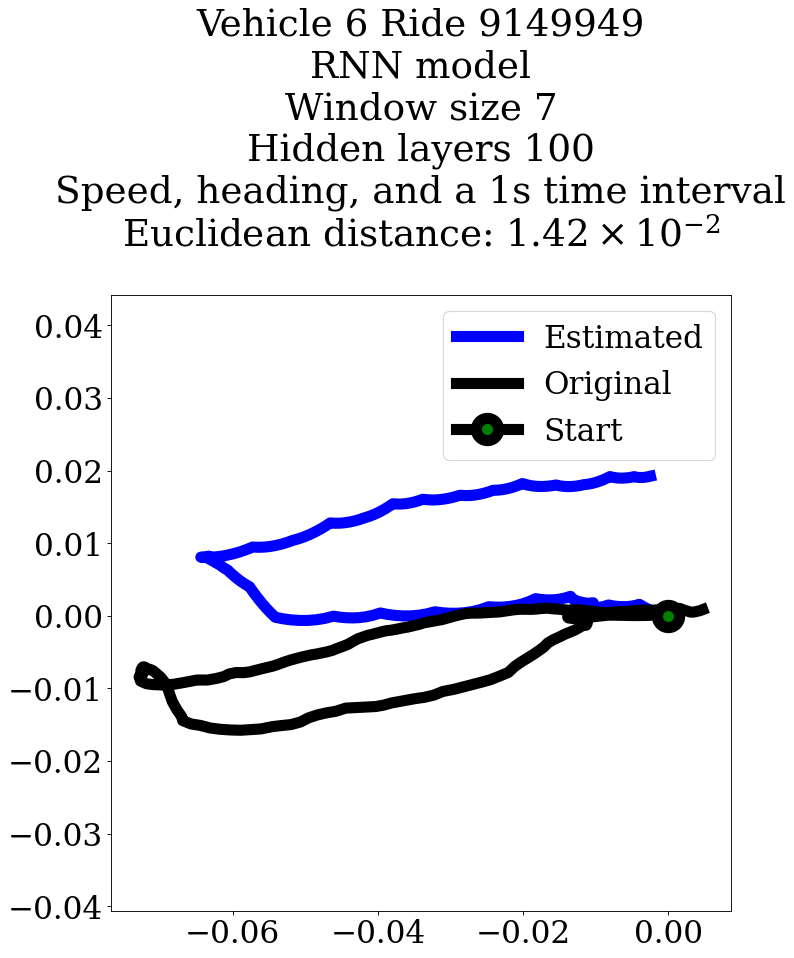 Vehicle 6 Ride 9149949
RNN model
Window size 7
Hidden layers 100
Speed, heading, and a 1s time interval
Euclidean distance: 1.42 × 10⁻²
Estimated
Original
Start
0.04
0.03
0.02
0.01
0.00
−0.01
−0.02
−0.03
−0.04
−0.06 −0.04 −0.02 0.00